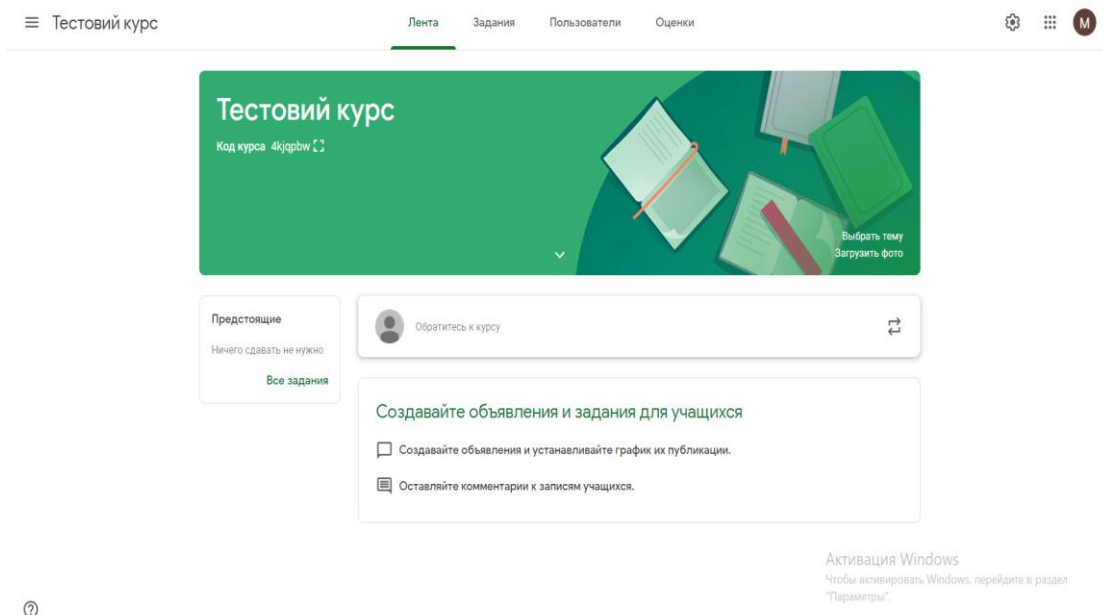 Тестовий курс
Лента Задания Пользователи Оценки
М
Тестовий курс
Код курса 4kjqpbw
Выбрать тему
Загрузить фото
Предстоящие
Ничего сдавать не нужно
Все задания
Обратитесь к курсу
Создавайте объявления и задания для учащихся
Создавайте объявления и устанавливайте график их публикации.
Оставляйте комментарии к записям учащихся.
Активация Windows
Чтобы активировать Windows, перейдите в раздел
"Параметры".